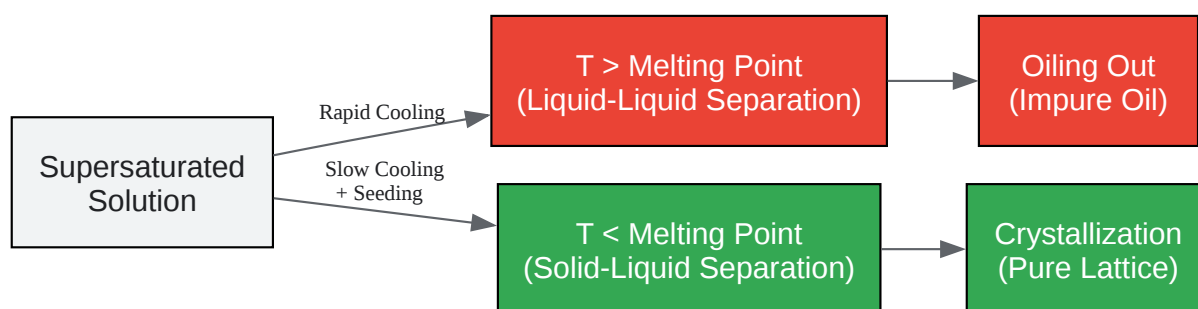 Supersaturated
Solution
Rapid Cooling
Slow Cooling
+ Seeding
T > Melting Point
(Liquid-Liquid Separation)
Oiling Out
(Impure Oil)
T < Melting Point
(Solid-Liquid Separation)
Crystallization
(Pure Lattice)